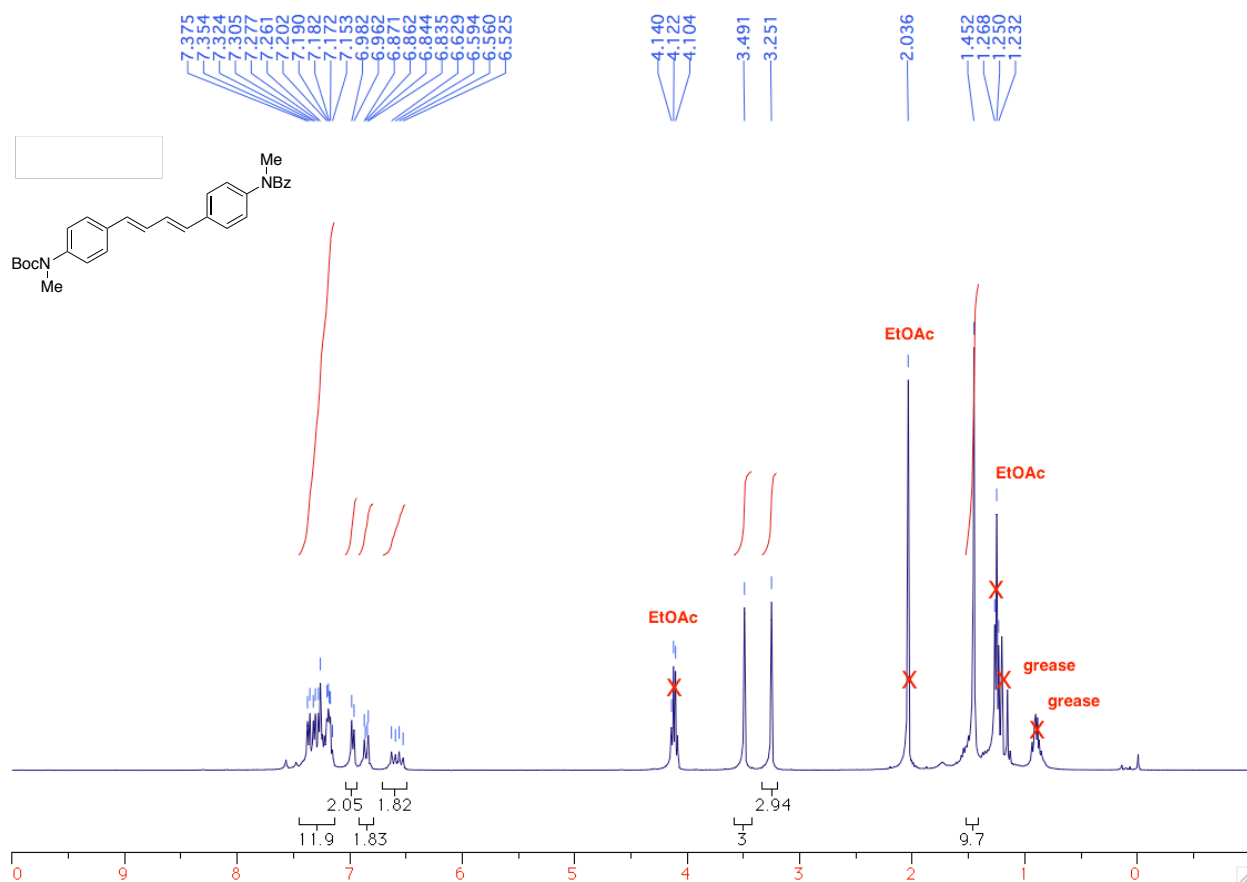 7.375
7.354
7.324
7.305
7.277
7.261
7.202
7.190
7.182
7.172
7.153
6.982
6.962
6.871
6.862
6.844
6.835
6.629
6.594
6.560
6.525
4.140
4.122
4.104
3.491
3.251
2.036
1.452
1.268
1.250
1.232
Me
NBz
BocN
Me
EtOAc
EtOAc
EtOAc
grease
grease
X
X
X
X
X
2.05
1.82
2.94
11.9
1.83
3
9.7
0 9 8 7 6 5 4 3 2 1 0